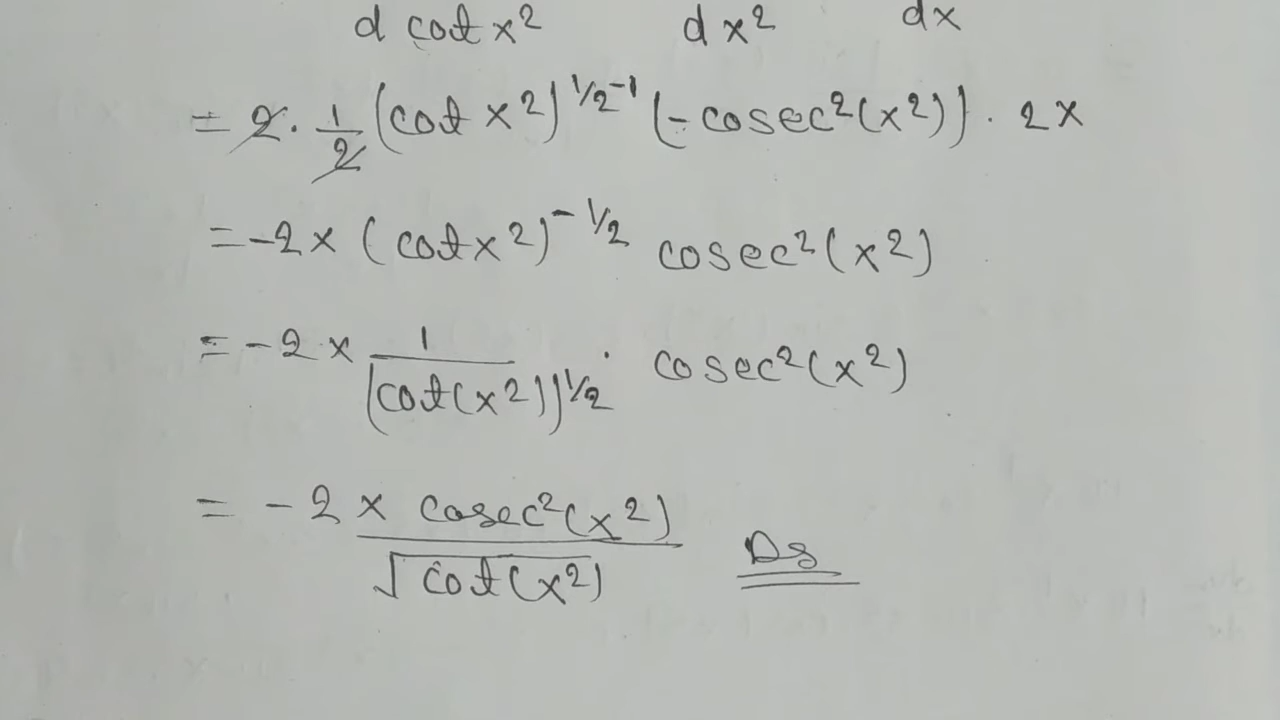 d cot x² d x² dx
= 2 · 1/2 (cot x²)^1/2-1 (-cosec²(x²)) · 2x
= -2x (cot x²)^-1/2 cosec²(x²)
= -2x 1/(cot(x²))^1/2 · cosec²(x²)
= -2 x cosec²(x²)/√cot(x²)